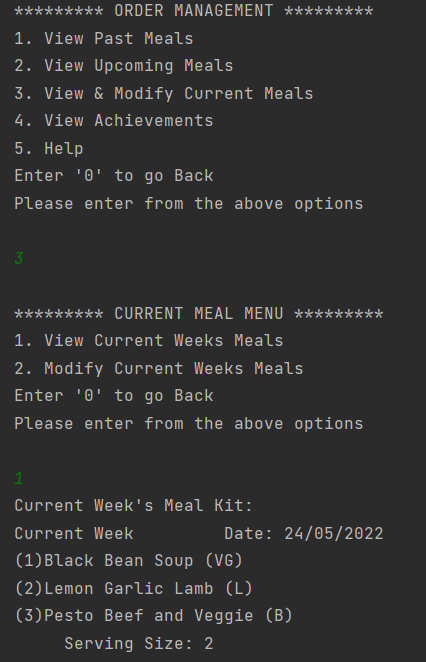 ********* ORDER MANAGEMENT *********
1. View Past Meals
2. View Upcoming Meals
3. View & Modify Current Meals
4. View Achievements
5. Help
Enter '0' to go Back
Please enter from the above options
3
********* CURRENT MEAL MENU *********
1. View Current Weeks Meals
2. Modify Current Weeks Meals
Enter '0' to go Back
Please enter from the above options
1
Current Week's Meal Kit:
Current Week         Date: 24/05/2022
(1)Black Bean Soup (VG)
(2)Lemon Garlic Lamb (L)
(3)Pesto Beef and Veggie (B)
     Serving Size: 2